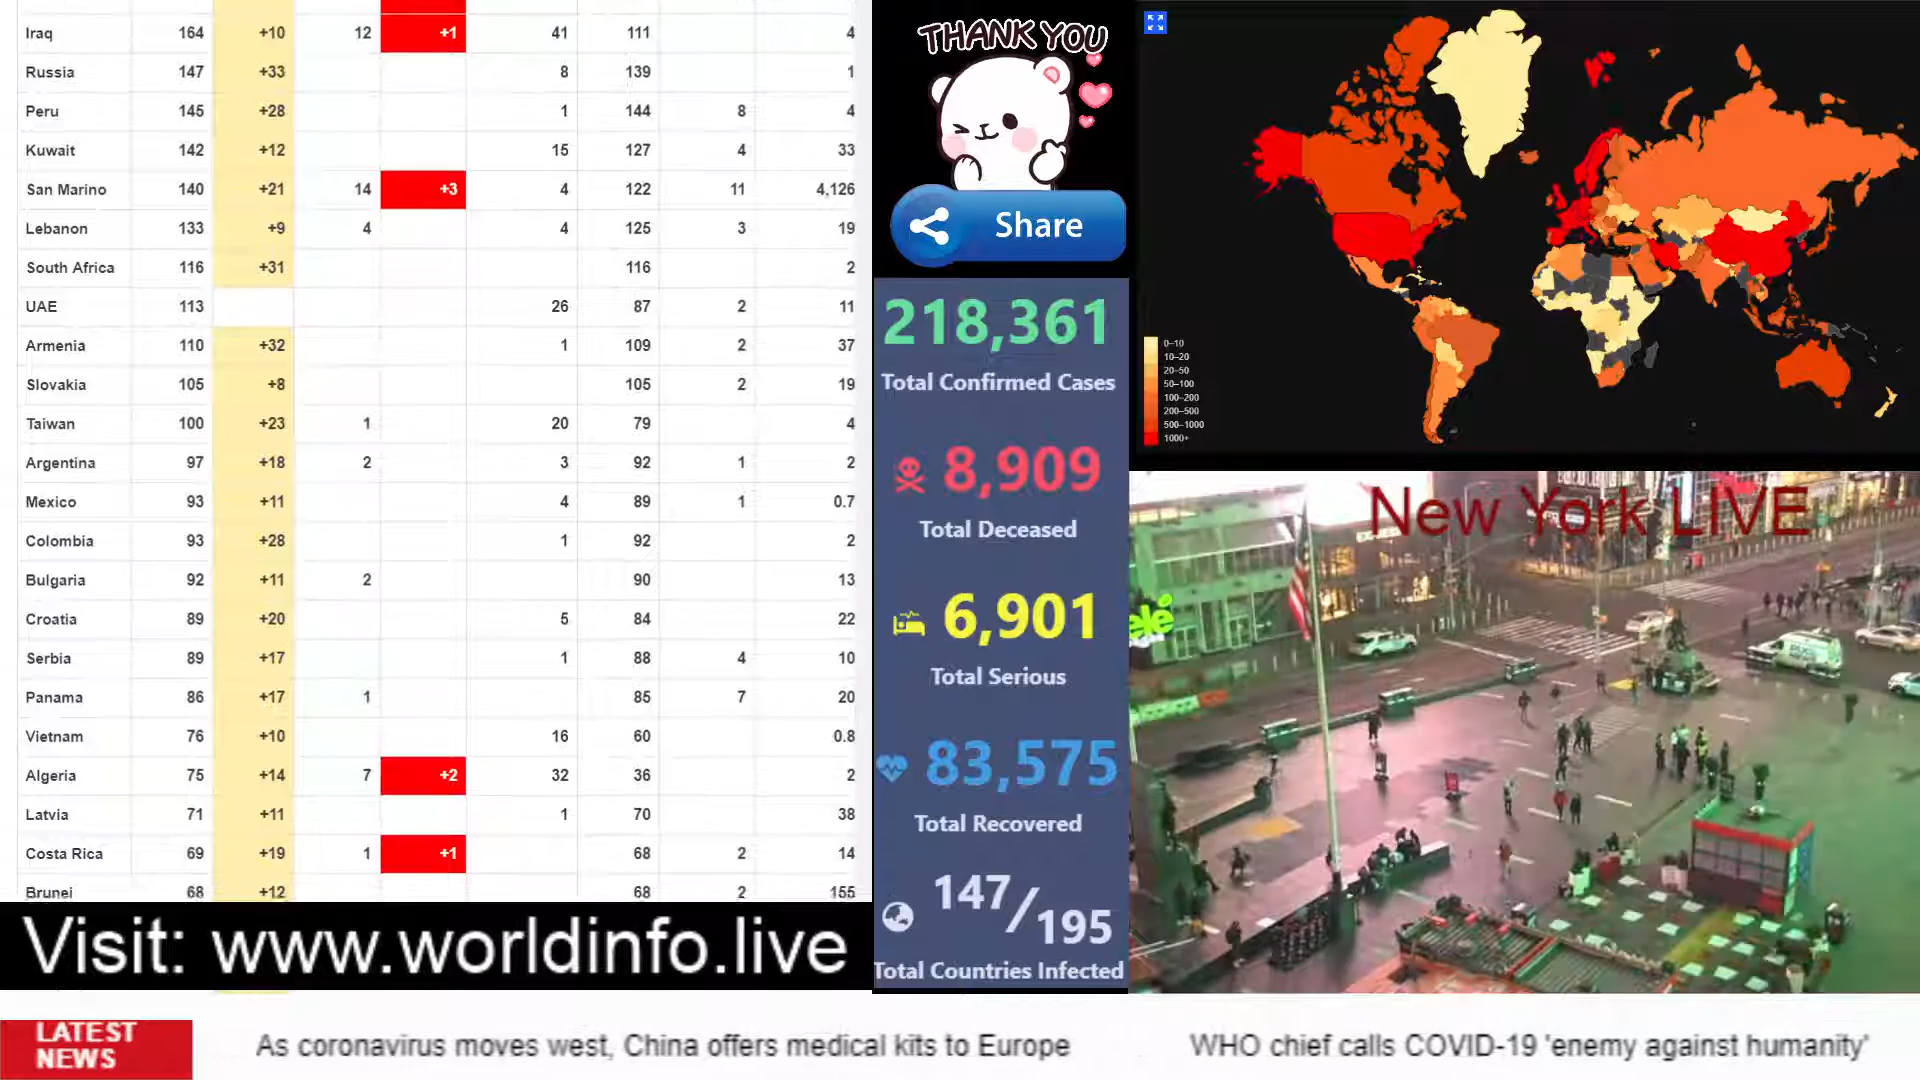 Iraq 164 +10 12 +1 41 111 4
Russia 147 +33 8 139 1
Peru 145 +28 1 144 8 4
Kuwait 142 +12 15 127 4 33
San Marino 140 +21 14 +3 4 122 11 4,126
Lebanon 133 +9 4 4 125 3 19
South Africa 116 +31 116 2
UAE 113 26 87 2 11
Armenia 110 +32 1 109 2 37
Slovakia 105 +8 105 2 19
Taiwan 100 +23 1 20 79 4
Argentina 97 +18 2 3 92 1 2
Mexico 93 +11 4 89 1 0.7
Colombia 93 +28 1 92 2
Bulgaria 92 +11 2 90 13
Croatia 89 +20 5 84 22
Serbia 89 +17 1 88 4 10
Panama 86 +17 1 85 7 20
Vietnam 76 +10 16 60 0.8
Algeria 75 +14 7 +2 32 36 2
Latvia 71 +11 1 70 38
Costa Rica 69 +19 1 +1 68 2 14
Brunei 68 +12 68 2 155
Visit: www.worldinfo.live
THANK YOU
Share
218,361
Total Confirmed Cases
8,909
Total Deceased
6,901
Total Serious
83,575
Total Recovered
147/195
Total Countries Infected
0–10
10–20
20–50
50–100
100–200
200–500
500–1000
1000+
New York LIVE
elé
LATEST
NEWS
As coronavirus moves west, China offers medical kits to Europe
WHO chief calls COVID-19 'enemy against humanity'